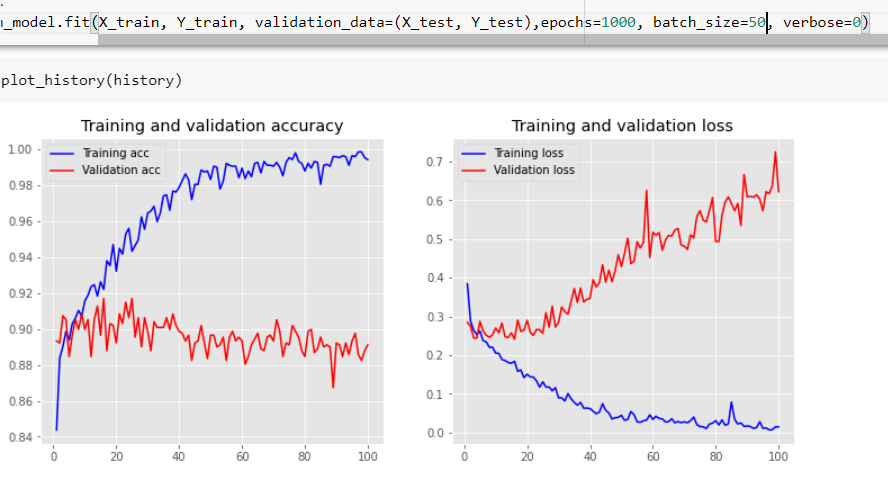 n_model.fit(X_train, Y_train, validation_data=(X_test, Y_test),epochs=1000, batch_size=50, verbose=0)
plot_history(history)
Training and validation accuracy
Training acc
Validation acc
1.00
0.98
0.96
0.94
0.92
0.90
0.88
0.86
0.84
0 20 40 60 80 100
Training and validation loss
Training loss
Validation loss
0.7
0.6
0.5
0.4
0.3
0.2
0.1
0.0
0 20 40 60 80 100